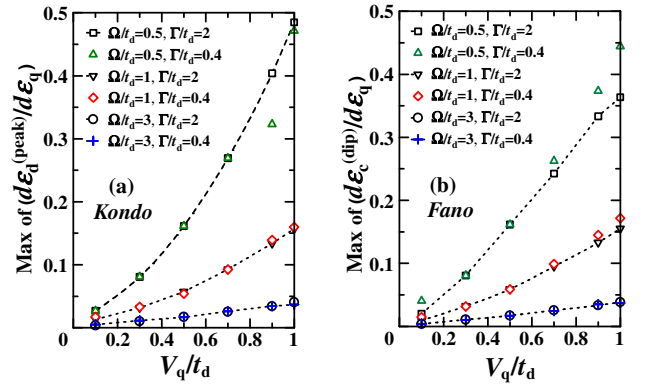 Max of (dε_d^(peak)/dε_q)
0.5
0.4
0.3
0.2
0.1
0
0 0.2 0.4 0.6 0.8 1
V_q/t_d
Ω/t_d=0.5, Γ/t_d=2
Ω/t_d=0.5, Γ/t_d=0.4
Ω/t_d=1, Γ/t_d=2
Ω/t_d=1, Γ/t_d=0.4
Ω/t_d=3, Γ/t_d=2
Ω/t_d=3, Γ/t_d=0.4
(a)
Kondo
Max of (dε_c^(dip)/dε_q)
0.5
0.4
0.3
0.2
0.1
0 0.2 0.4 0.6 0.8 1
V_q/t_d
Ω/t_d=0.5, Γ/t_d=2
Ω/t_d=0.5, Γ/t_d=0.4
Ω/t_d=1, Γ/t_d=2
Ω/t_d=1, Γ/t_d=0.4
Ω/t_d=3, Γ/t_d=2
Ω/t_d=3, Γ/t_d=0.4
(b)
Fano